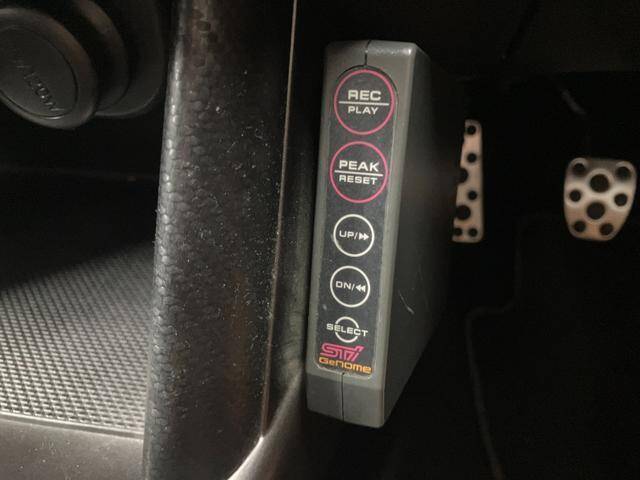 REC
PLAY
PEAK
RESET
UP/▶▶
DN/◀◀
SELECT
STI
Genome